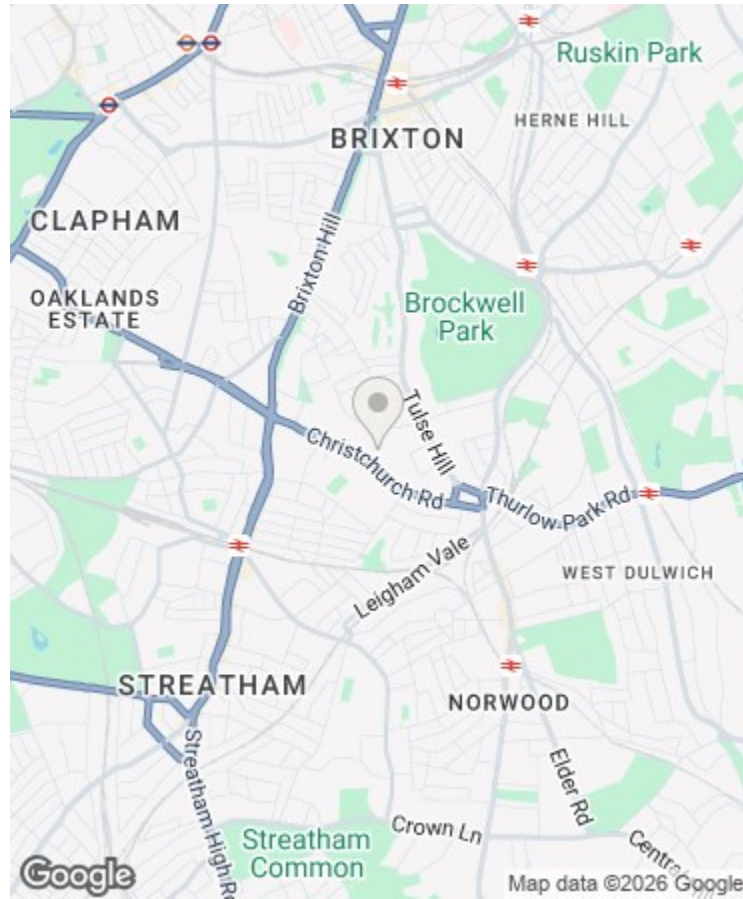 Ruskin Park
HERNE HILL
BRIXTON
CLAPHAM
Brixton Hill
OAKLANDS
ESTATE
Brockwell
Park
Tulse Hill
Christchurch Rd
Thurlow Park Rd
Leigham Vale
WEST DULWICH
STREATHAM
NORWOOD
Streatham High R
Elder Rd
Crown Ln
Streatham
Common
Google
Map data ©2026 Google